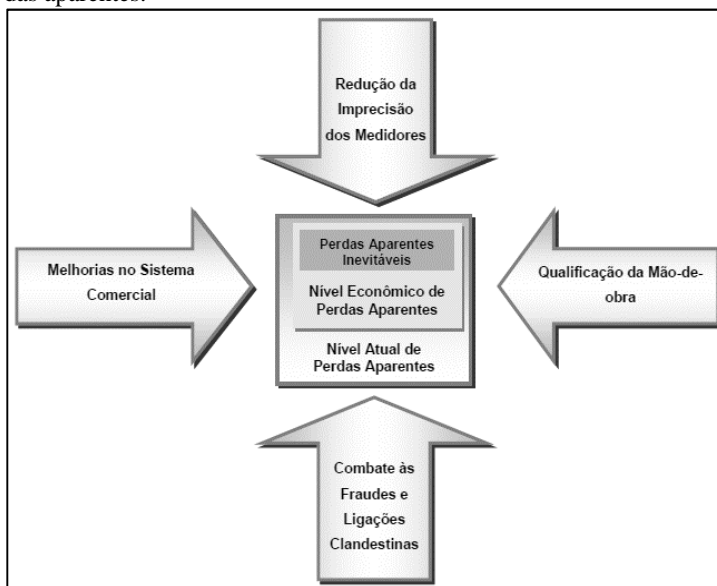 das aparentes.
Redução da
Imprecisão
dos Medidores
Melhorias no Sistema
Comercial
Perdas Aparentes
Inevitáveis
Nível Econômico de
Perdas Aparentes
Nível Atual de
Perdas Aparentes
Qualificação da Mão-de-
obra
Combate às
Fraudes e
Ligações
Clandestinas